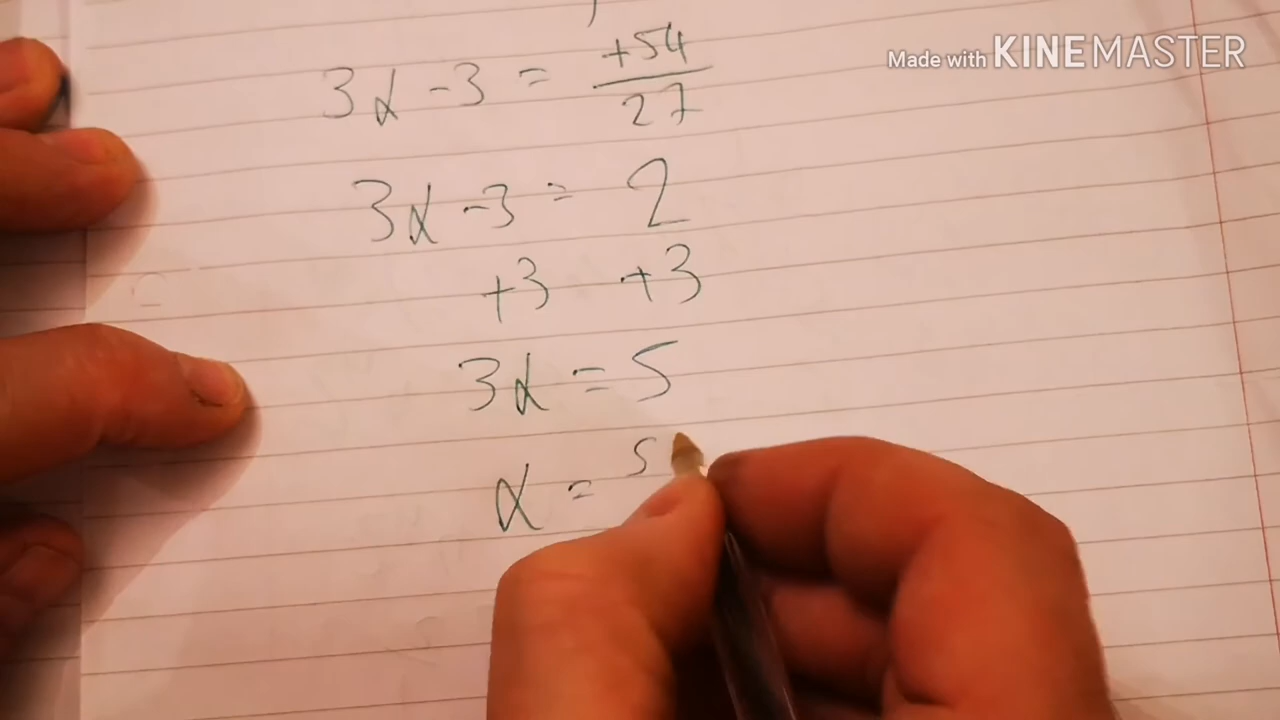 Made with KINEMASTER
3α - 3 = +54/27
3α - 3 = 2
+3 +3
3α = 5
α = 5